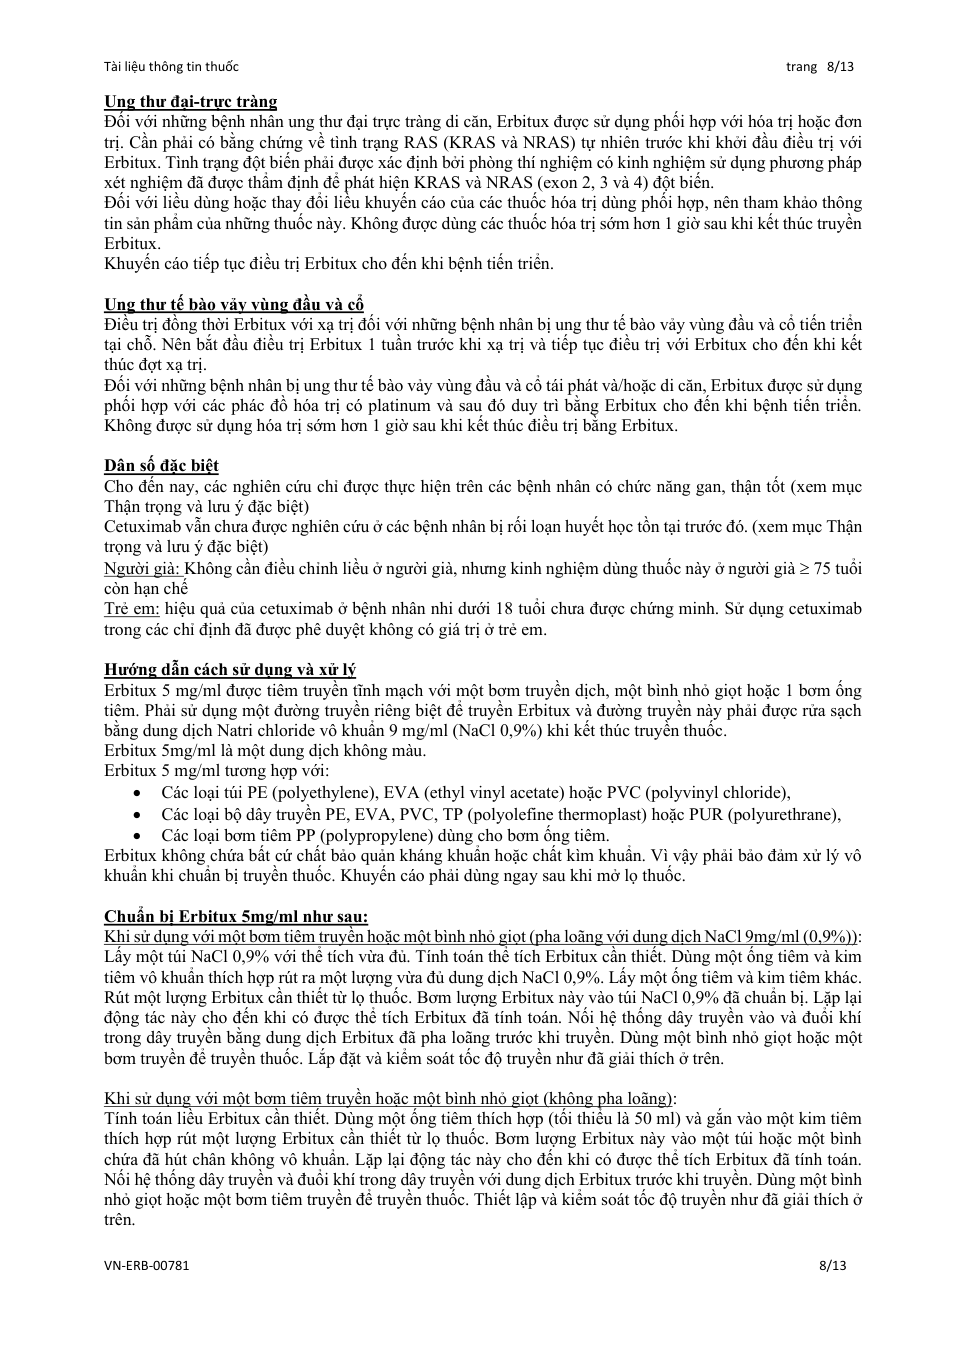 Tài liệu thông tin thuốc trang 8/13
Ung thư đại-trực tràng
Đối với những bệnh nhân ung thư đại trực tràng di căn, Erbitux được sử dụng phối hợp với hóa trị hoặc đơn
trị. Cần phải có bằng chứng về tình trạng RAS (KRAS và NRAS) tự nhiên trước khi khởi đầu điều trị với
Erbitux. Tình trạng đột biến phải được xác định bởi phòng thí nghiệm có kinh nghiệm sử dụng phương pháp
xét nghiệm đã được thẩm định để phát hiện KRAS và NRAS (exon 2, 3 và 4) đột biến.
Đối với liều dùng hoặc thay đổi liều khuyến cáo của các thuốc hóa trị dùng phối hợp, nên tham khảo thông
tin sản phẩm của những thuốc này. Không được dùng các thuốc hóa trị sớm hơn 1 giờ sau khi kết thúc truyền
Erbitux.
Khuyến cáo tiếp tục điều trị Erbitux cho đến khi bệnh tiến triển.
Ung thư tế bào vảy vùng đầu và cổ
Điều trị đồng thời Erbitux với xạ trị đối với những bệnh nhân bị ung thư tế bào vảy vùng đầu và cổ tiến triển
tại chỗ. Nên bắt đầu điều trị Erbitux 1 tuần trước khi xạ trị và tiếp tục điều trị với Erbitux cho đến khi kết
thúc đợt xạ trị.
Đối với những bệnh nhân bị ung thư tế bào vảy vùng đầu và cổ tái phát và/hoặc di căn, Erbitux được sử dụng
phối hợp với các phác đồ hóa trị có platinum và sau đó duy trì bằng Erbitux cho đến khi bệnh tiến triển.
Không được sử dụng hóa trị sớm hơn 1 giờ sau khi kết thúc điều trị bằng Erbitux.
Dân số đặc biệt
Cho đến nay, các nghiên cứu chỉ được thực hiện trên các bệnh nhân có chức năng gan, thận tốt (xem mục
Thận trọng và lưu ý đặc biệt)
Cetuximab vẫn chưa được nghiên cứu ở các bệnh nhân bị rối loạn huyết học tồn tại trước đó. (xem mục Thận
trọng và lưu ý đặc biệt)
Người già: Không cần điều chỉnh liều ở người già, nhưng kinh nghiệm dùng thuốc này ở người già ≥ 75 tuổi
còn hạn chế
Trẻ em: hiệu quả của cetuximab ở bệnh nhân nhi dưới 18 tuổi chưa được chứng minh. Sử dụng cetuximab
trong các chỉ định đã được phê duyệt không có giá trị ở trẻ em.
Hướng dẫn cách sử dụng và xử lý
Erbitux 5 mg/ml được tiêm truyền tĩnh mạch với một bơm truyền dịch, một bình nhỏ giọt hoặc 1 bơm ống
tiêm. Phải sử dụng một đường truyền riêng biệt để truyền Erbitux và đường truyền này phải được rửa sạch
bằng dung dịch Natri chloride vô khuẩn 9 mg/ml (NaCl 0,9%) khi kết thúc truyền thuốc.
Erbitux 5mg/ml là một dung dịch không màu.
Erbitux 5 mg/ml tương hợp với:
• Các loại túi PE (polyethylene), EVA (ethyl vinyl acetate) hoặc PVC (polyvinyl chloride),
• Các loại bộ dây truyền PE, EVA, PVC, TP (polyolefine thermoplast) hoặc PUR (polyurethrane),
• Các loại bơm tiêm PP (polypropylene) dùng cho bơm ống tiêm.
Erbitux không chứa bất cứ chất bảo quản kháng khuẩn hoặc chất kìm khuẩn. Vì vậy phải bảo đảm xử lý vô
khuẩn khi chuẩn bị truyền thuốc. Khuyến cáo phải dùng ngay sau khi mở lọ thuốc.
Chuẩn bị Erbitux 5mg/ml như sau:
Khi sử dụng với một bơm tiêm truyền hoặc một bình nhỏ giọt (pha loãng với dung dịch NaCl 9mg/ml (0,9%)):
Lấy một túi NaCl 0,9% với thể tích vừa đủ. Tính toán thể tích Erbitux cần thiết. Dùng một ống tiêm và kim
tiêm vô khuẩn thích hợp rút ra một lượng vừa đủ dung dịch NaCl 0,9%. Lấy một ống tiêm và kim tiêm khác.
Rút một lượng Erbitux cần thiết từ lọ thuốc. Bơm lượng Erbitux này vào túi NaCl 0,9% đã chuẩn bị. Lặp lại
động tác này cho đến khi có được thể tích Erbitux đã tính toán. Nối hệ thống dây truyền vào và đuổi khí
trong dây truyền bằng dung dịch Erbitux đã pha loãng trước khi truyền. Dùng một bình nhỏ giọt hoặc một
bơm truyền để truyền thuốc. Lắp đặt và kiểm soát tốc độ truyền như đã giải thích ở trên.
Khi sử dụng với một bơm tiêm truyền hoặc một bình nhỏ giọt (không pha loãng):
Tính toán liều Erbitux cần thiết. Dùng một ống tiêm thích hợp (tối thiểu là 50 ml) và gắn vào một kim tiêm
thích hợp rút một lượng Erbitux cần thiết từ lọ thuốc. Bơm lượng Erbitux này vào một túi hoặc một bình
chứa đã hút chân không vô khuẩn. Lặp lại động tác này cho đến khi có được thể tích Erbitux đã tính toán.
Nối hệ thống dây truyền và đuổi khí trong dây truyền với dung dịch Erbitux trước khi truyền. Dùng một bình
nhỏ giọt hoặc một bơm tiêm truyền để truyền thuốc. Thiết lập và kiểm soát tốc độ truyền như đã giải thích ở
trên.
VN-ERB-00781 8/13